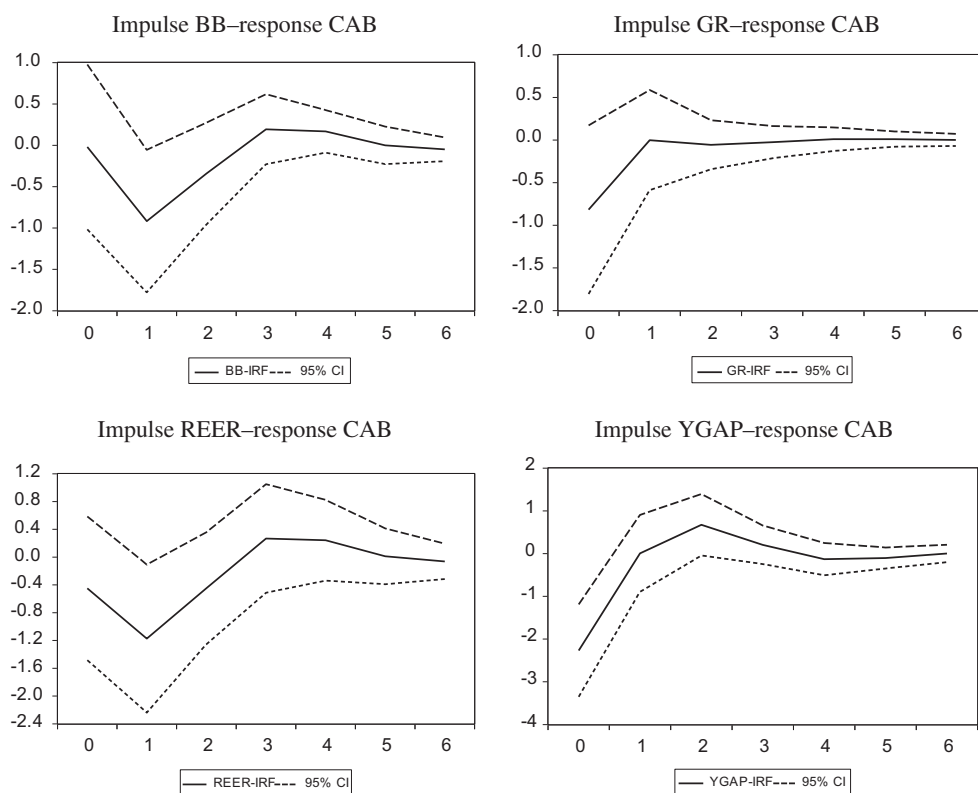 Impulse BB–response CAB
1.0
0.5
0.0
-0.5
-1.0
-1.5
-2.0
0 1 2 3 4 5 6
BB-IRF 95% CI
Impulse GR–response CAB
1.0
0.5
0.0
-0.5
-1.0
-1.5
-2.0
0 1 2 3 4 5 6
GR-IRF 95% CI
Impulse REER–response CAB
1.2
0.8
0.4
0.0
-0.4
-0.8
-1.2
-1.6
-2.0
-2.4
0 1 2 3 4 5 6
REER-IRF 95% CI
Impulse YGAP–response CAB
2
1
0
-1
-2
-3
-4
0 1 2 3 4 5 6
YGAP-IRF 95% CI